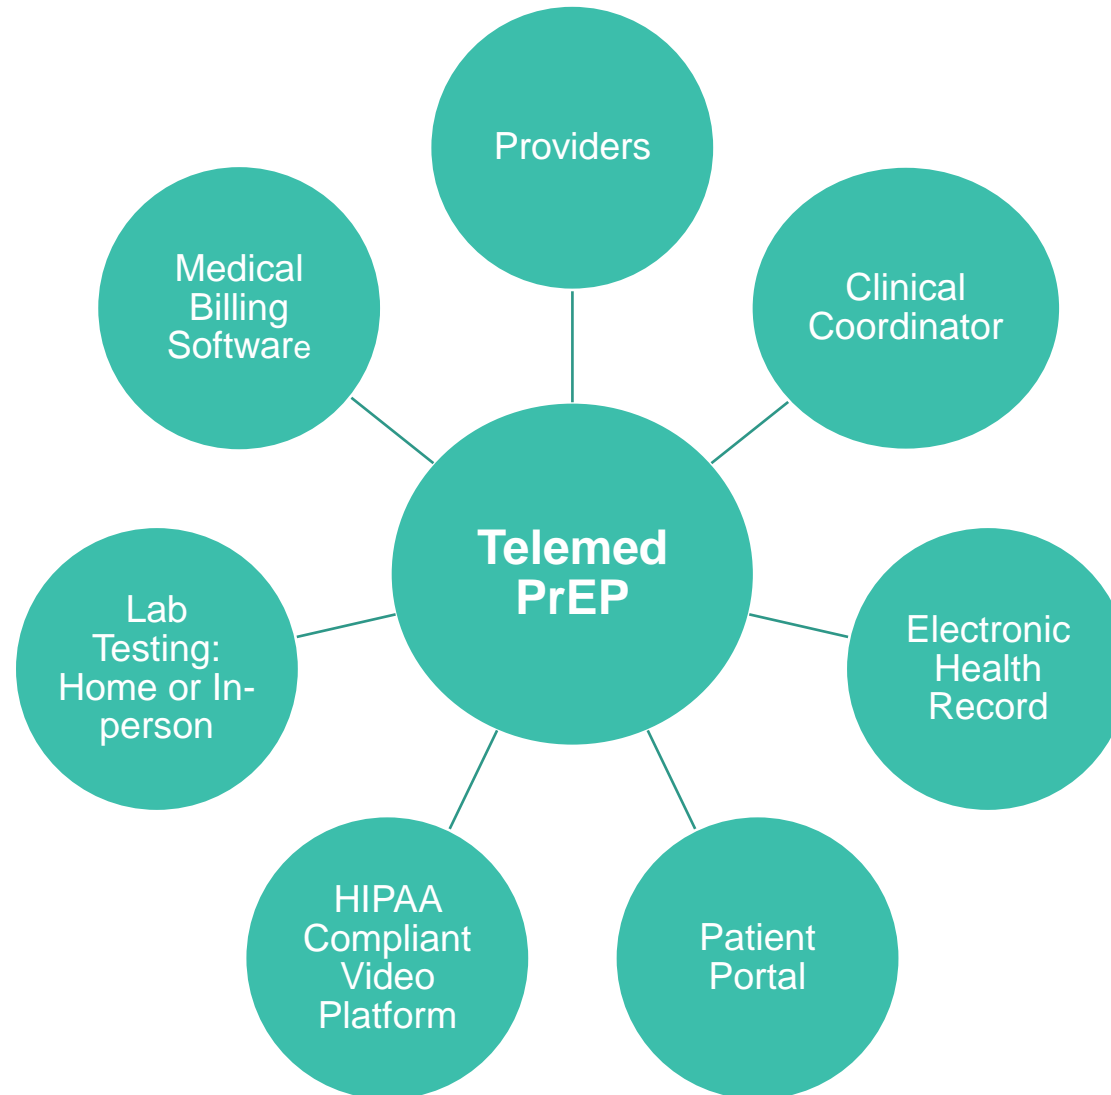 Providers
Clinical
Coordinator
Medical
Billing
Software
Telemed
PrEP
Electronic
Health
Record
Lab
Testing:
Home or In-
person
Patient
Portal
HIPAA
Compliant
Video
Platform